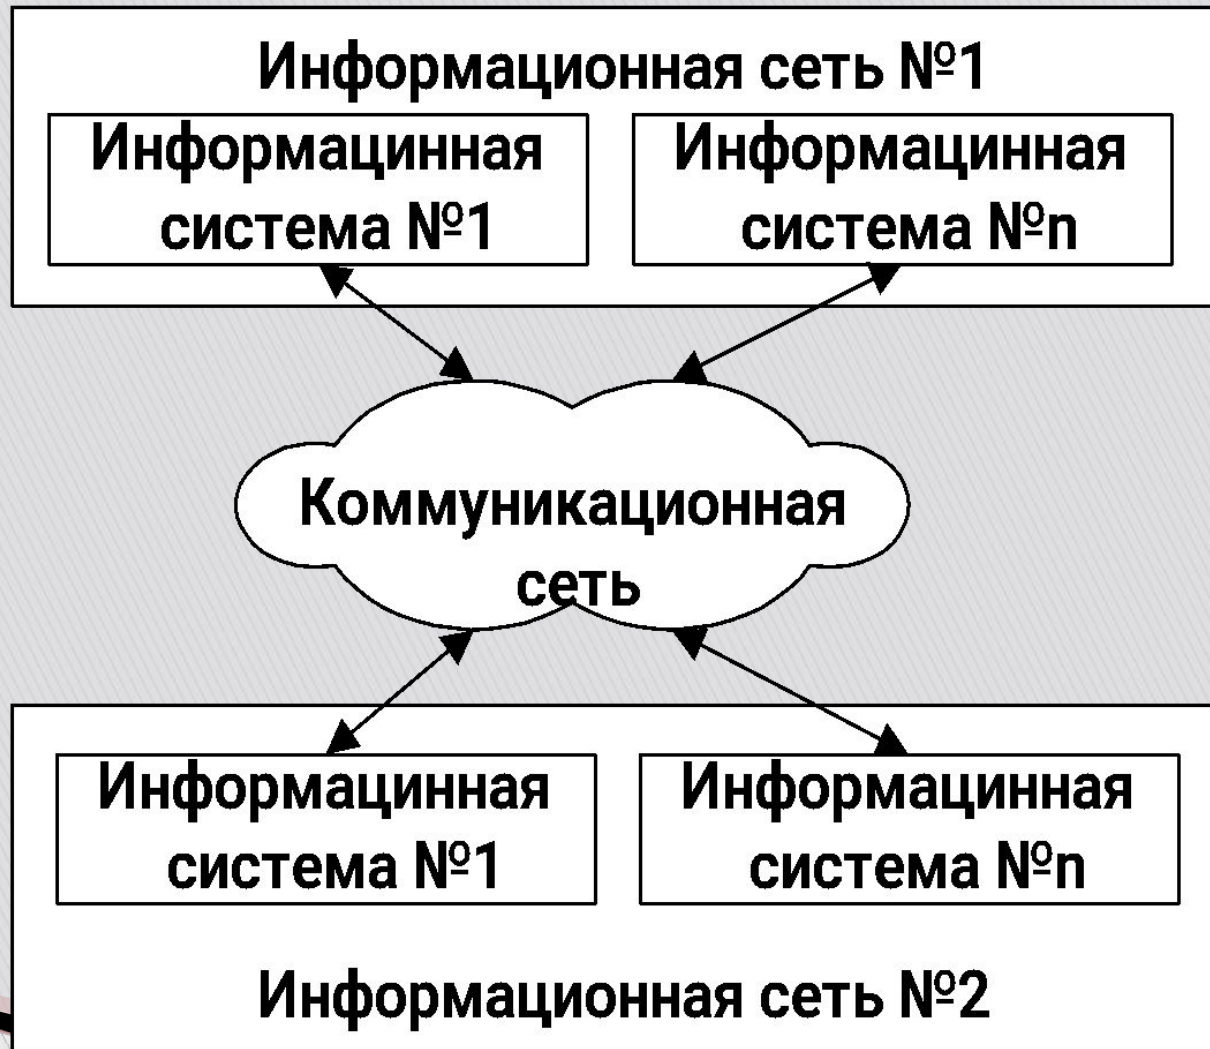 Информационная сеть №1
Информацинная
система №1
Информацинная
система №n
Коммуникационная
сеть
Информацинная
система №1
Информацинная
система №n
Информационная сеть №2